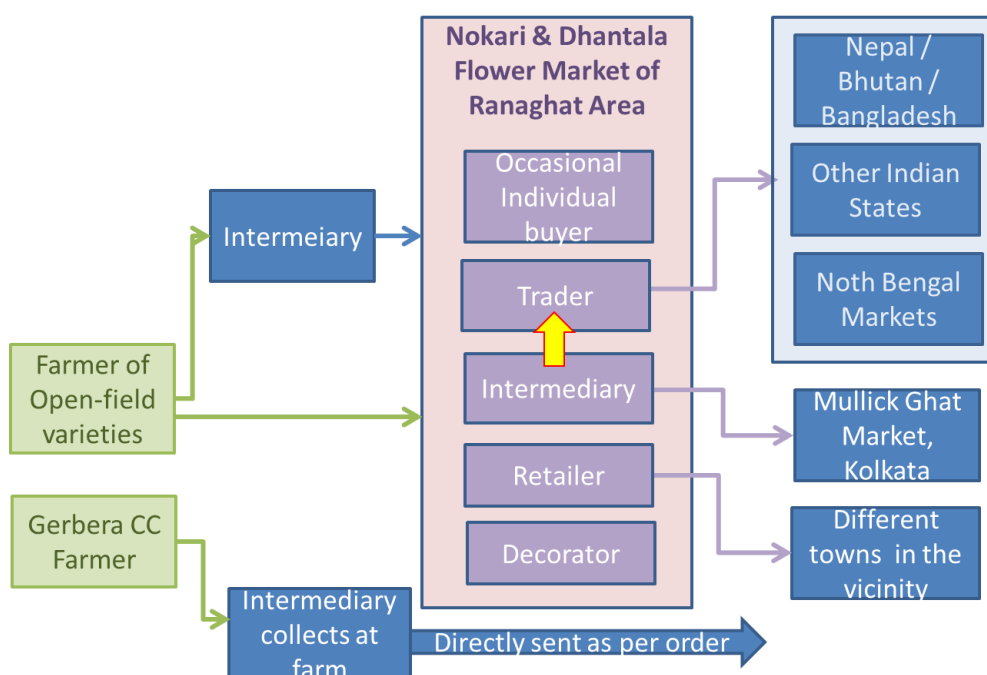 Nokari & Dhantala
Flower Market of
Ranaghat Area
Occasional
Individual
buyer
Trader
Intermediary
Retailer
Decorator
Intermeiary
Farmer of
Open-field
varieties
Gerbera CC
Farmer
Intermediary
collects at
farm
Directly sent as per order
Nepal /
Bhutan /
Bangladesh
Other Indian
States
Noth Bengal
Markets
Mullick Ghat
Market,
Kolkata
Different
towns in the
vicinity